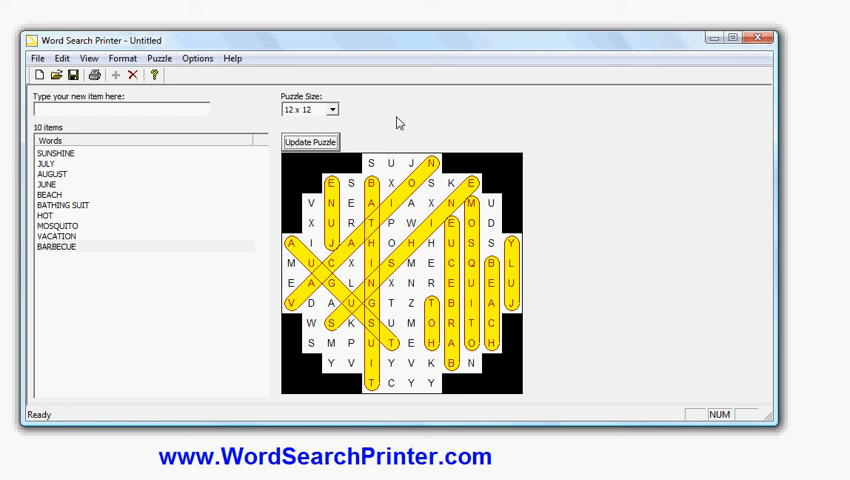 Word Search Printer - Untitled
File Edit View Format Puzzle Options Help
Type your new item here:
Puzzle Size:
12 x 12
10 items
Update Puzzle
Words
SUNSHINE
JULY
AUGUST
JUNE
BEACH
BATHING SUIT
HOT
MOSQUITO
VACATION
BARBECUE
S U J N
E S B X O S K E
V N E A I A X N M U
X U R T P W I E O D
A I J A H O H H U S S Y
M U C X I S M E C Q B L
E A G L N X N R E U E U
V D A U G T Z T B I A J
W S K S U M O R T C
S M P U T E H A O H
Y V I Y V K B N
T C Y Y
Ready
NUM
www.WordSearchPrinter.com